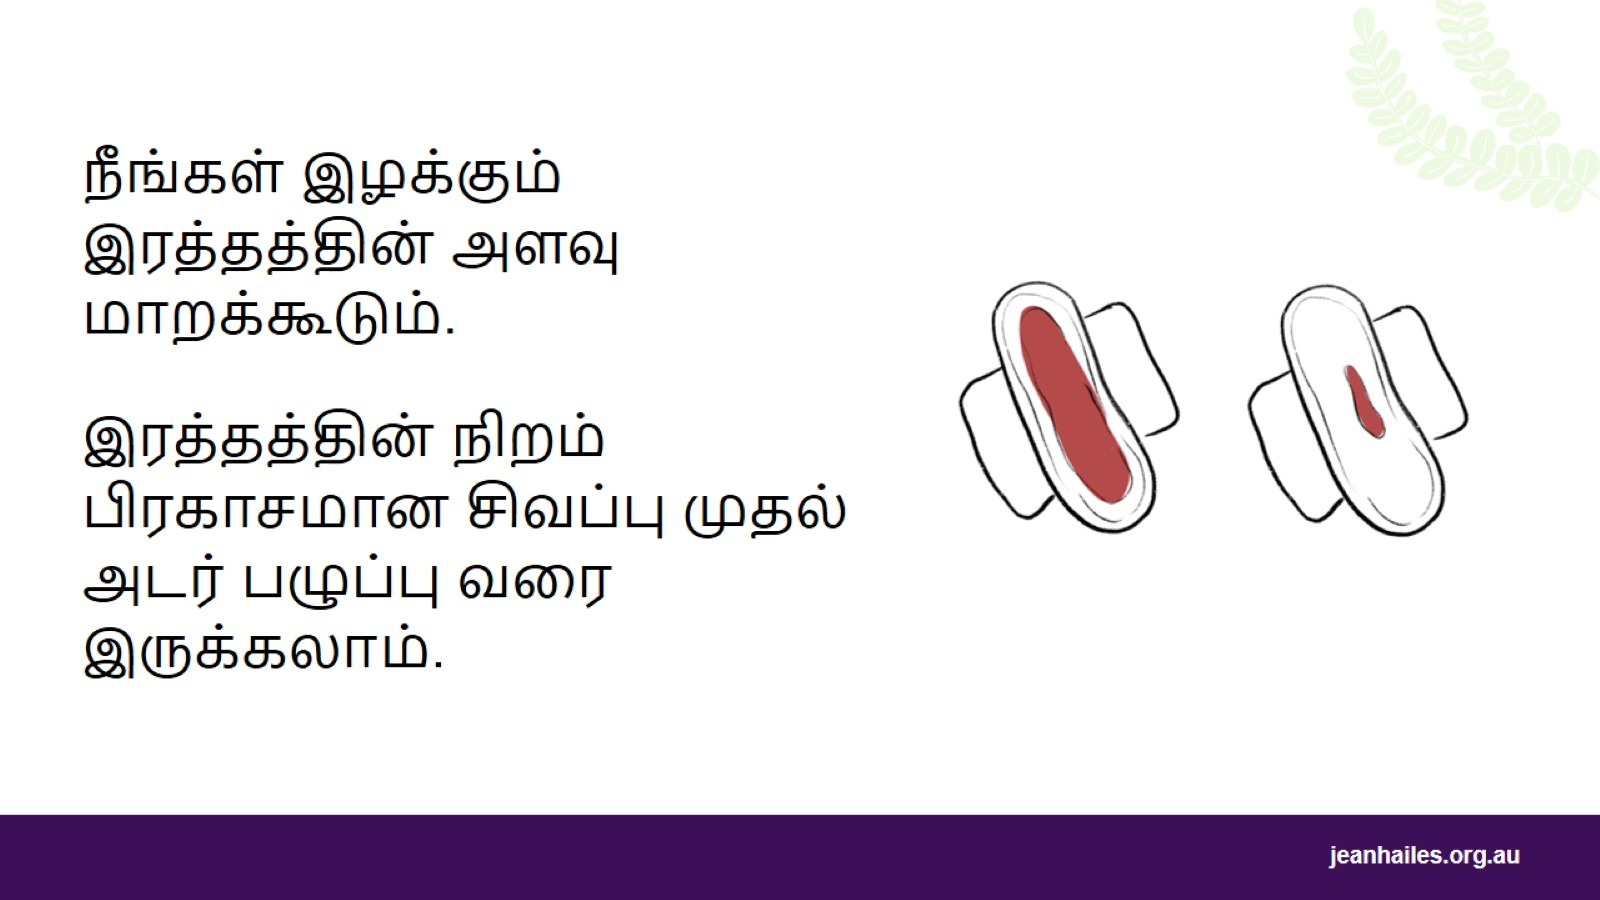 நீங்கள் இழக்கும்
இரத்தத்தின் அளவு
மாறக்கூடும்.
இரத்தத்தின் நிறம்
பிரகாசமான சிவப்பு முதல்
அடர் பழுப்பு வரை
இருக்கலாம்.
jeanhailes.org.au